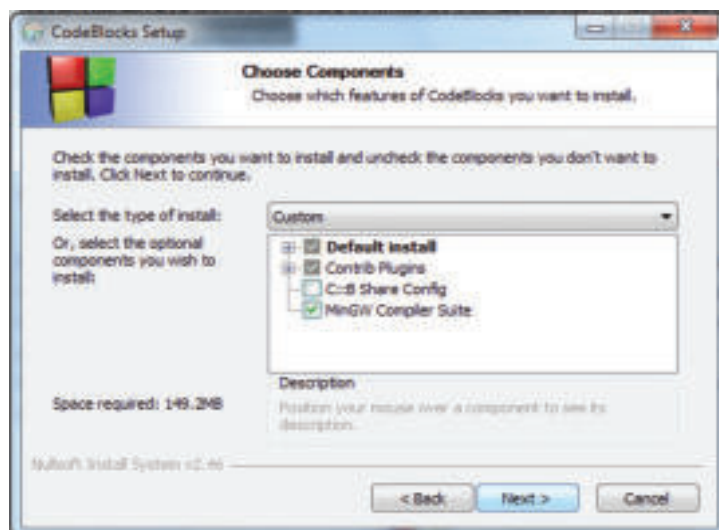 CodeBlocks Setup
Choose Components
Choose which features of CodeBlocks you want to install.
Check the components you want to install and uncheck the components you don't want to
install. Click Next to continue.
Select the type of install:
Custom
Or, select the optional
components you wish to
install:
Default install
Contrib Plugins
C::B Share Config
MinGW Compiler Suite
Space required: 149.2MB
Description
Position your mouse over a component to see its
description.
Nullsoft Install System v2.46
< Back
Next >
Cancel